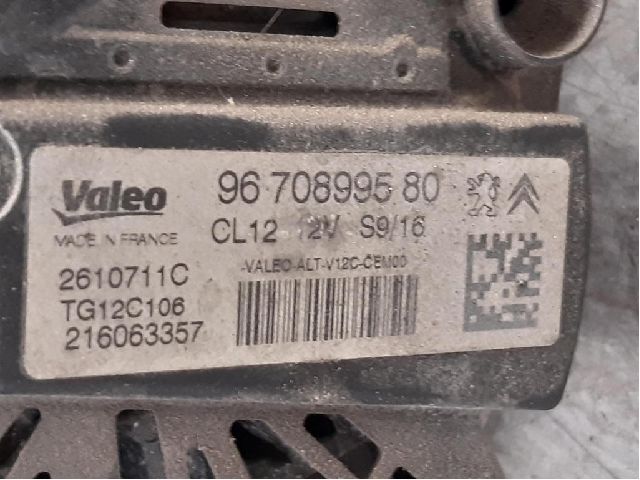 Valeo
MADE IN FRANCE
96 708995 80
CL12 12V S9/16
-VALEO-ALT-V12C-CEM00
2610711C
TG12C106
216063357